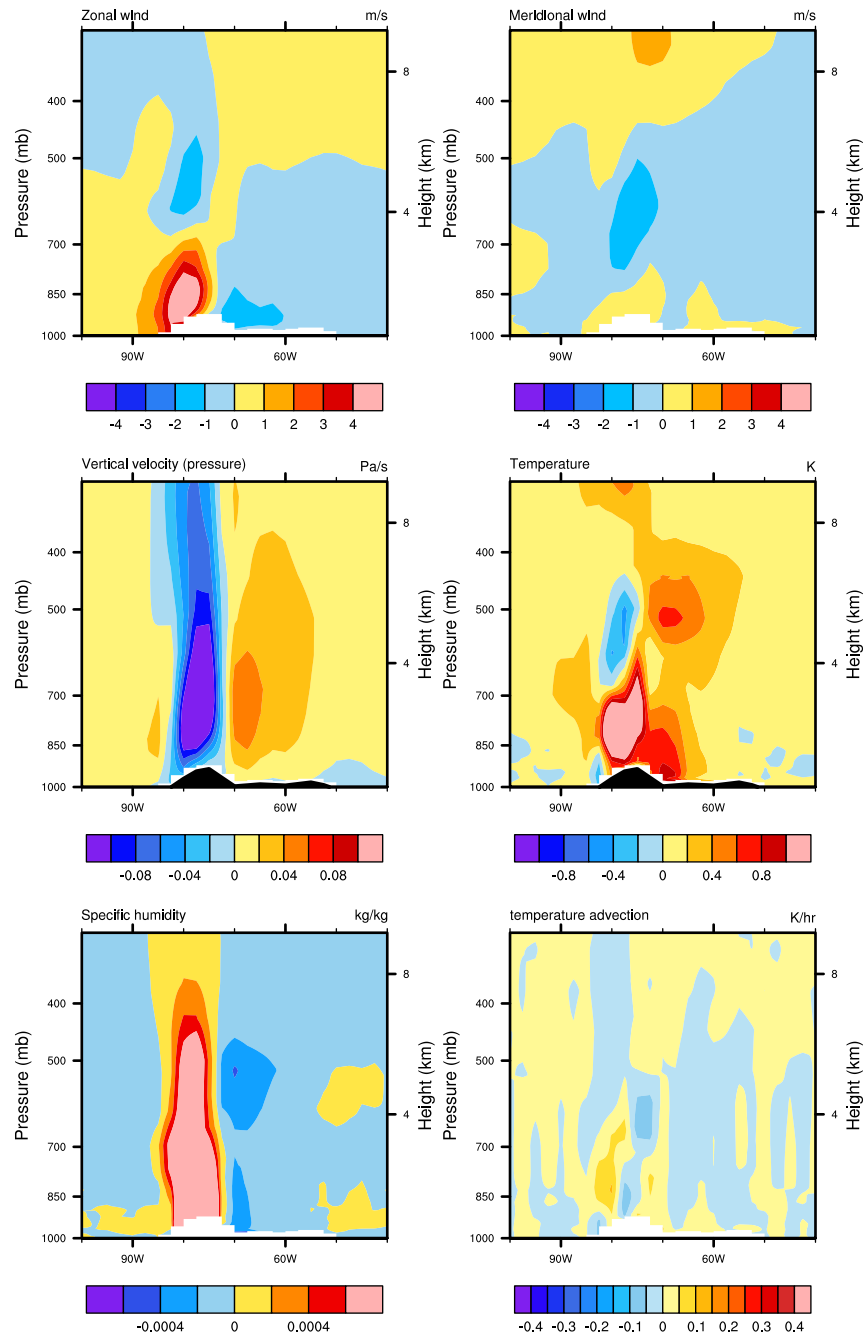 Zonal wind m/s
Meridional wind m/s
Pressure (mb)
400
500
700
850
1000
8
4
Height (km)
90W 60W
-4 -3 -2 -1 0 1 2 3 4
Pressure (mb)
400
500
700
850
1000
8
4
Height (km)
90W 60W
-4 -3 -2 -1 0 1 2 3 4
Vertical velocity (pressure) Pa/s
Temperature K
Pressure (mb)
400
500
700
850
1000
8
4
Height (km)
90W 60W
-0.08 -0.04 0 0.04 0.08
Pressure (mb)
400
500
700
850
1000
8
4
Height (km)
90W 60W
-0.8 -0.4 0 0.4 0.8
Specific humidity kg/kg
temperature advection K/hr
Pressure (mb)
400
500
700
850
1000
8
4
Height (km)
90W 60W
-0.0004 0 0.0004
Pressure (mb)
400
500
700
850
1000
8
4
Height (km)
90W 60W
-0.4 -0.3 -0.2 -0.1 0 0.1 0.2 0.3 0.4